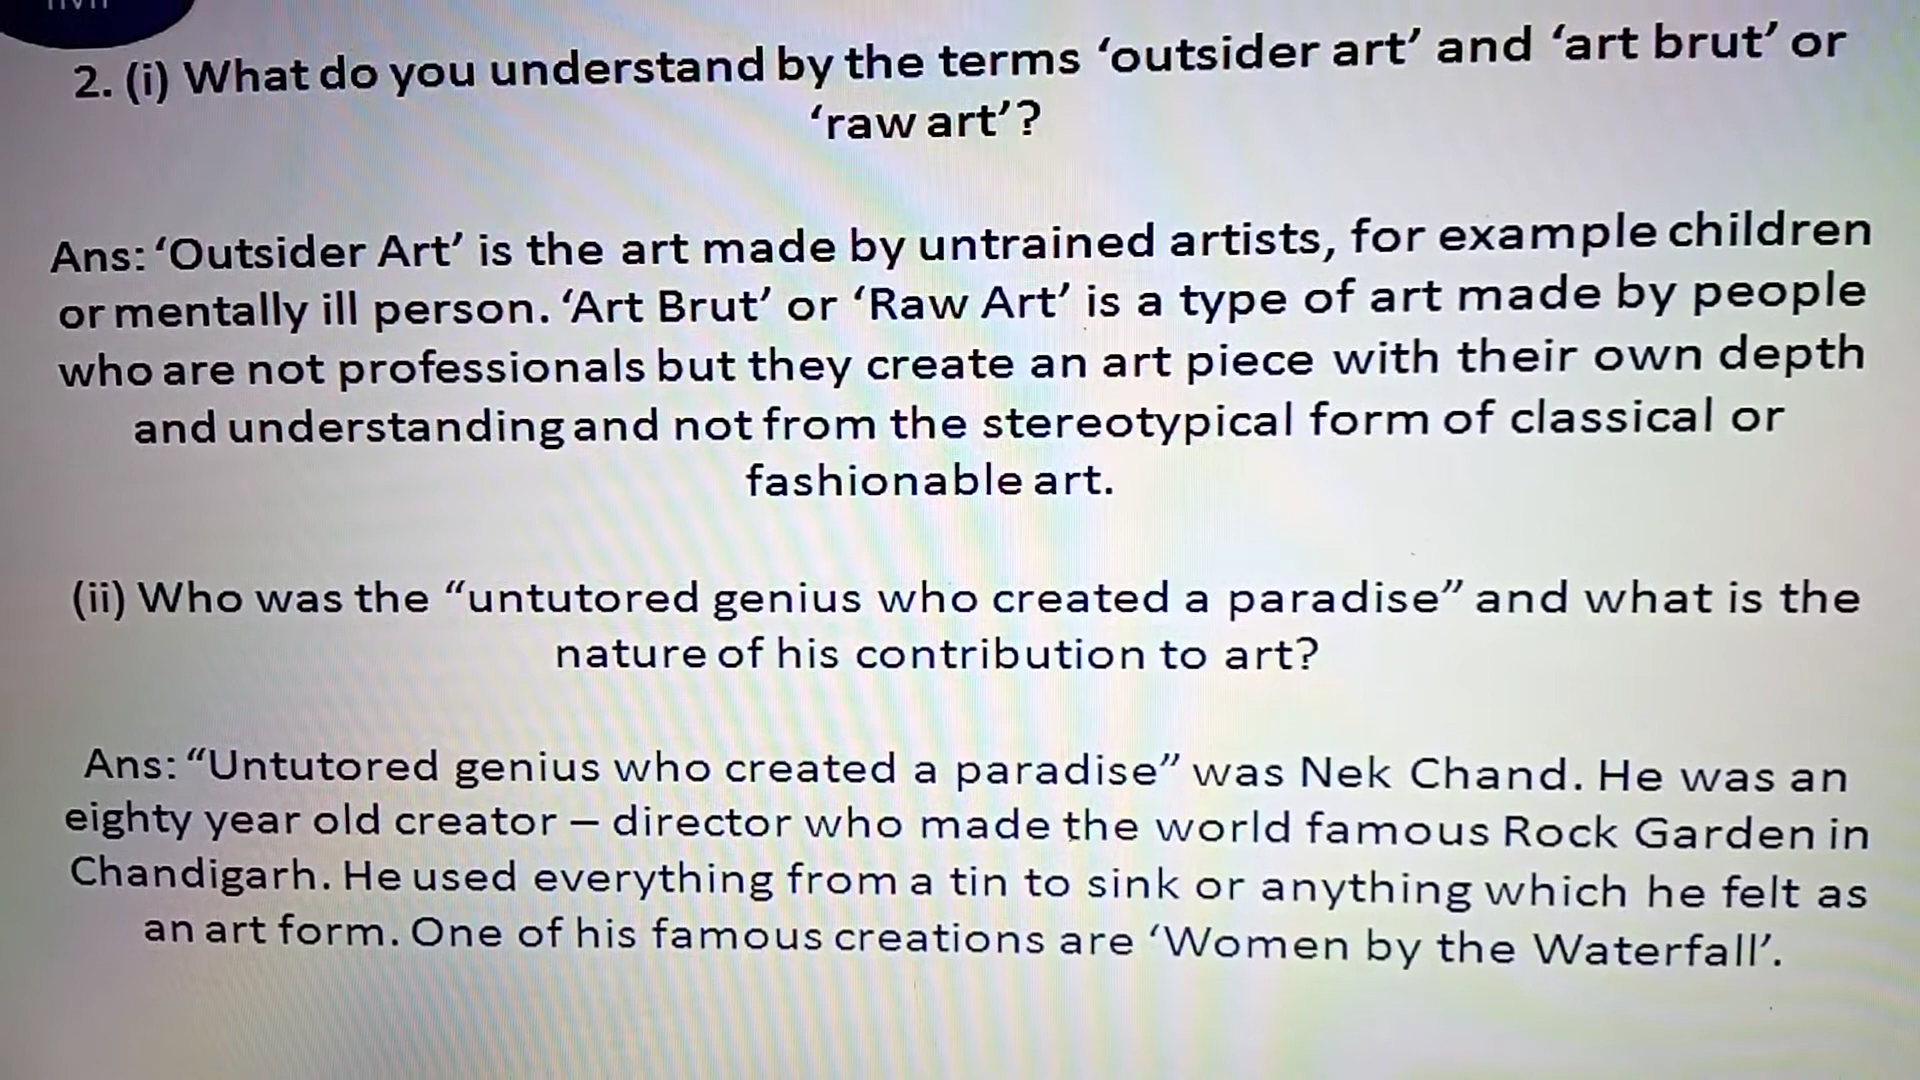 2. (i) What do you understand by the terms ‘outsider art’ and ‘art brut’ or
‘raw art’?
Ans: ‘Outsider Art’ is the art made by untrained artists, for example children
or mentally ill person. ‘Art Brut’ or ‘Raw Art’ is a type of art made by people
who are not professionals but they create an art piece with their own depth
and understanding and not from the stereotypical form of classical or
fashionable art.
(ii) Who was the “untutored genius who created a paradise” and what is the
nature of his contribution to art?
Ans: “Untutored genius who created a paradise” was Nek Chand. He was an
eighty year old creator – director who made the world famous Rock Garden in
Chandigarh. He used everything from a tin to sink or anything which he felt as
an art form. One of his famous creations are ‘Women by the Waterfall’.